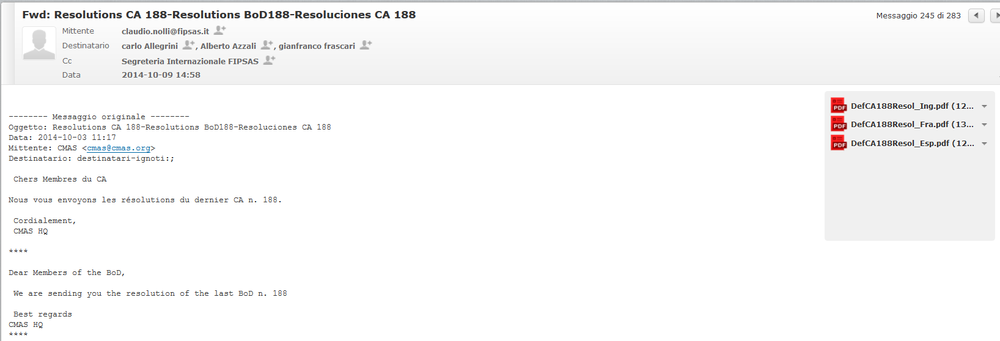 Fwd: Resolutions CA 188-Resolutions BoD188-Resoluciones CA 188
Messaggio 245 di 283
Mittente claudio.nolli@fipsas.it
Destinatario carlo Allegrini , Alberto Azzali , gianfranco frascari
Cc Segreteria Internazionale FIPSAS
Data 2014-10-09 14:58
PDF DefCA188Resol_Ing.pdf (12...
PDF DefCA188Resol_Fra.pdf (13...
PDF DefCA188Resol_Esp.pdf (12...
-------- Messaggio originale --------
Oggetto: Resolutions CA 188-Resolutions BoD188-Resoluciones CA 188
Data: 2014-10-03 11:17
Mittente: CMAS <cmas@cmas.org>
Destinatario: destinatari-ignoti:;
Chers Membres du CA
Nous vous envoyons les résolutions du dernier CA n. 188.
Cordialement,
CMAS HQ
****
Dear Members of the BoD,
We are sending you the resolution of the last BoD n. 188
Best regards
CMAS HQ
****